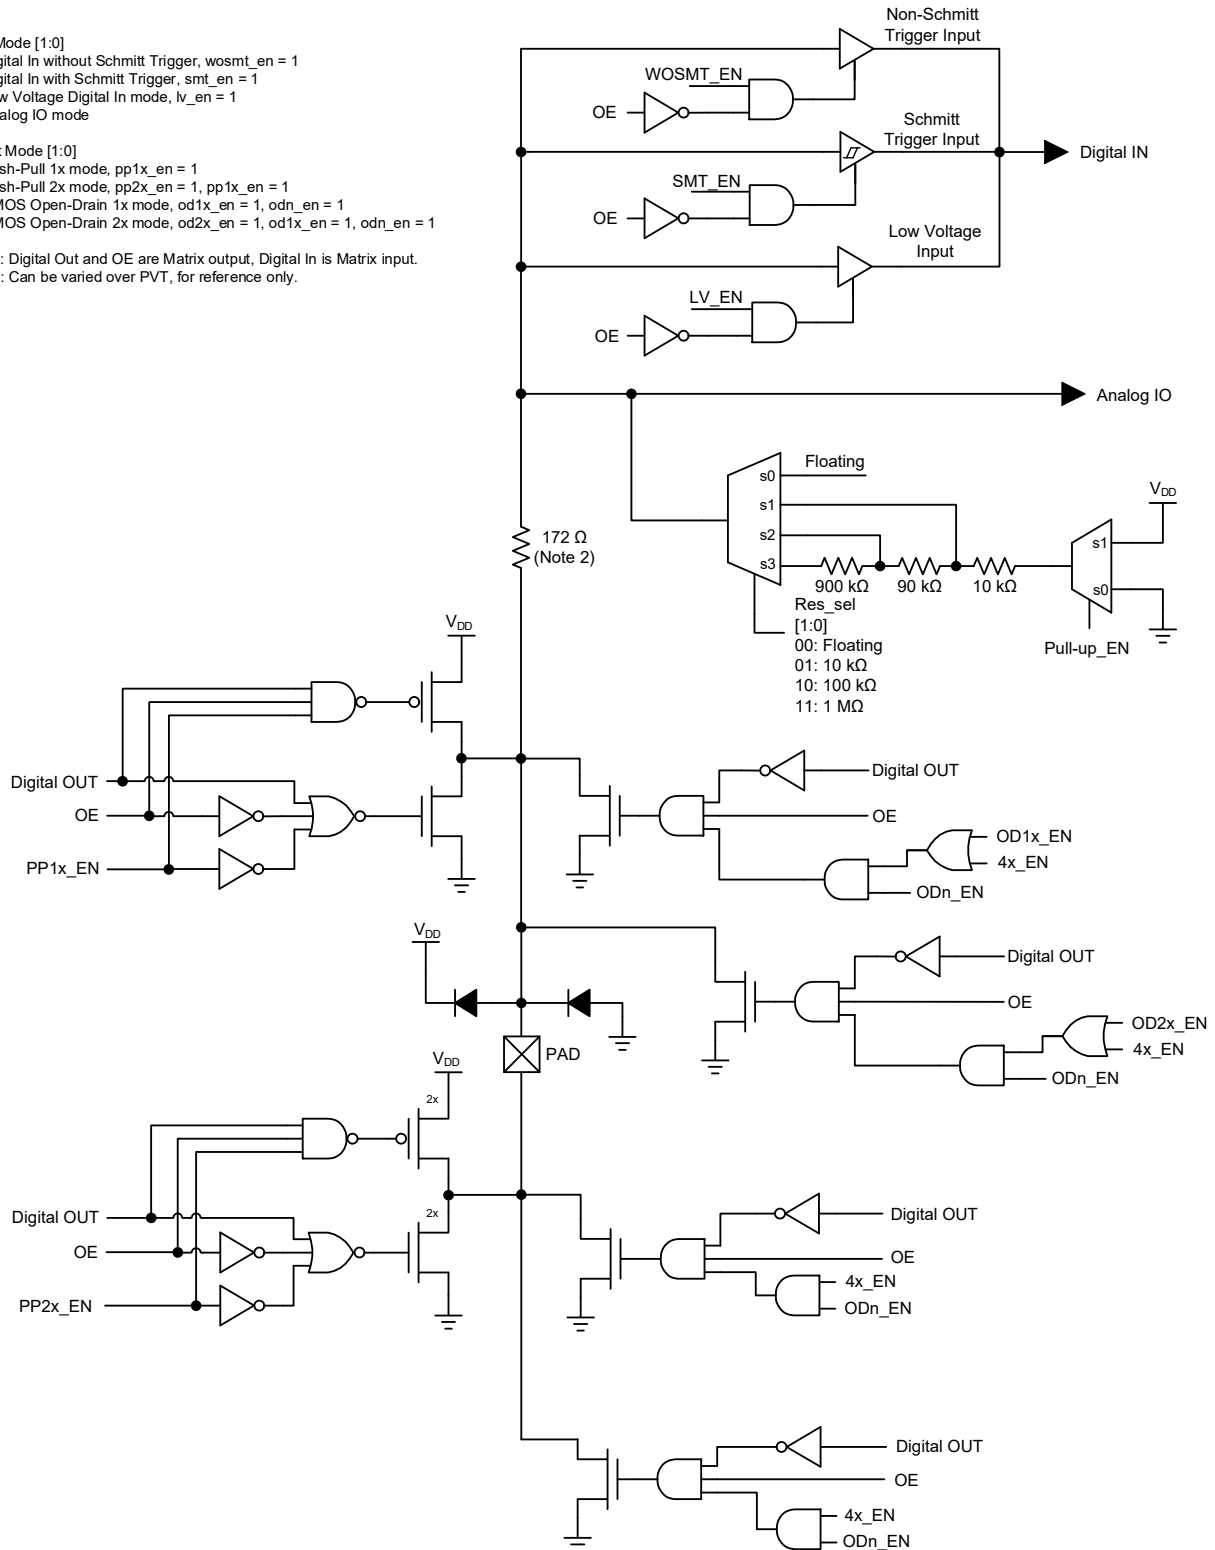 Mode [1:0]
gital In without Schmitt Trigger, wosmt_en = 1
gital In with Schmitt Trigger, smt_en = 1
w Voltage Digital In mode, lv_en = 1
alog IO mode
t Mode [1:0]
sh-Pull 1x mode, pp1x_en = 1
sh-Pull 2x mode, pp2x_en = 1, pp1x_en = 1
MOS Open-Drain 1x mode, od1x_en = 1, odn_en = 1
MOS Open-Drain 2x mode, od2x_en = 1, od1x_en = 1, odn_en = 1
: Digital Out and OE are Matrix output, Digital In is Matrix input.
: Can be varied over PVT, for reference only.
Non-Schmitt
Trigger Input
WOSMT_EN
OE
Schmitt
Trigger Input
Digital IN
SMT_EN
OE
Low Voltage
Input
LV_EN
OE
Analog IO
Floating
s0
s1
s2
s3
VDD
s1
s0
172 Ω
(Note 2)
900 kΩ
90 kΩ
10 kΩ
Res_sel
[1:0]
00: Floating
01: 10 kΩ
10: 100 kΩ
11: 1 MΩ
Pull-up_EN
VDD
Digital OUT
OE
PP1x_EN
Digital OUT
OE
OD1x_EN
4x_EN
ODn_EN
VDD
Digital OUT
OE
OD2x_EN
4x_EN
ODn_EN
PAD
VDD
2x
2x
Digital OUT
OE
PP2x_EN
Digital OUT
OE
4x_EN
ODn_EN
Digital OUT
OE
4x_EN
ODn_EN